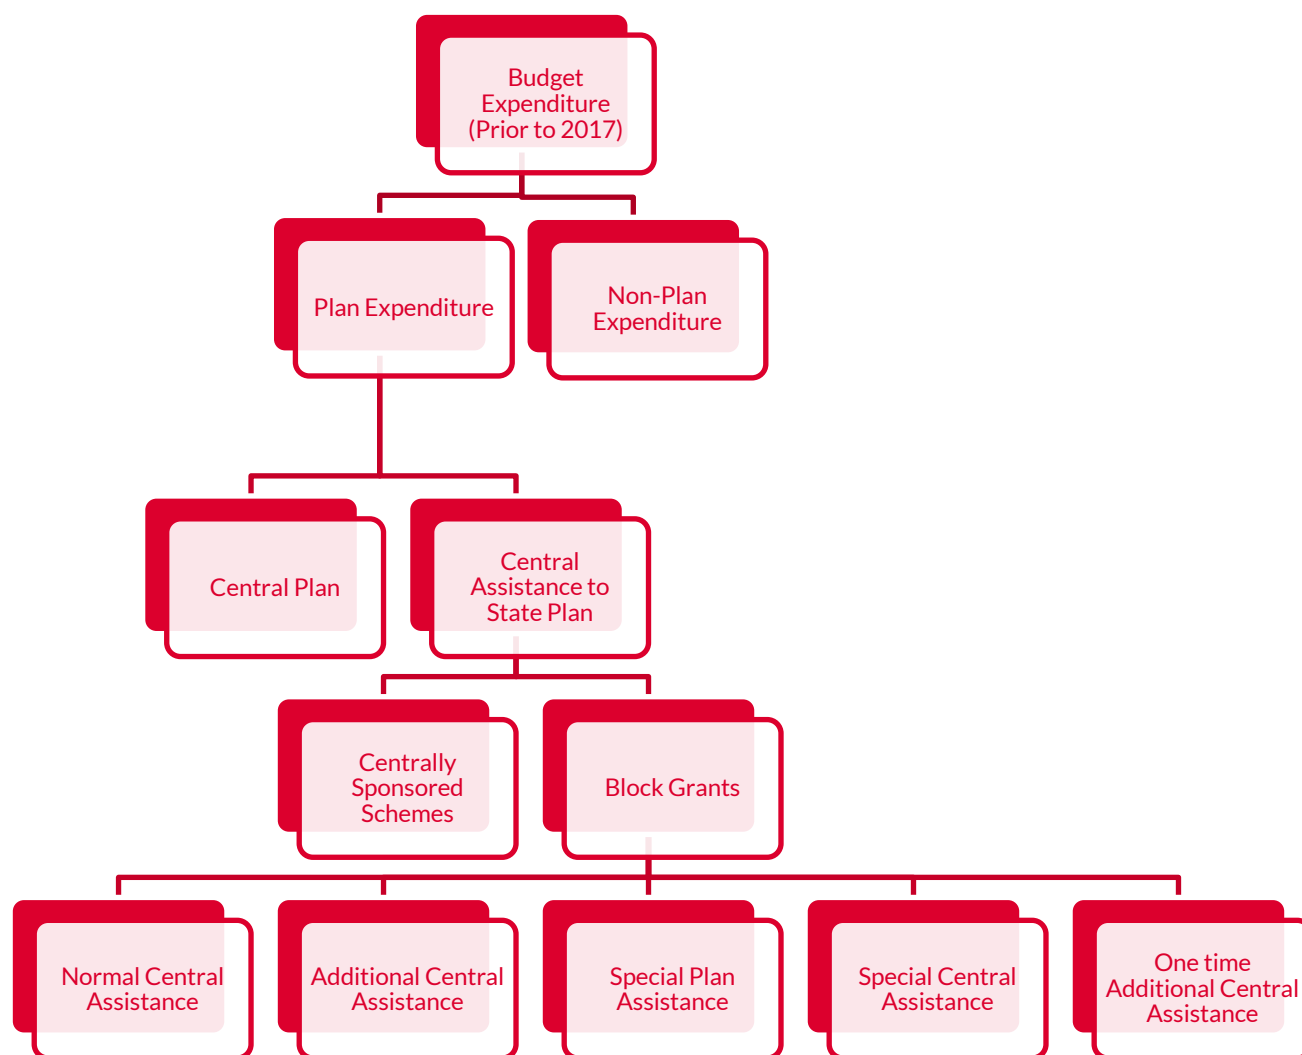 Budget
Expenditure
(Prior to 2017)
Plan Expenditure
Non-Plan
Expenditure
Central Plan
Central
Assistance to
State Plan
Centrally
Sponsored
Schemes
Block Grants
Normal Central
Assistance
Additional Central
Assistance
Special Plan
Assistance
Special Central
Assistance
One time
Additional Central
Assistance